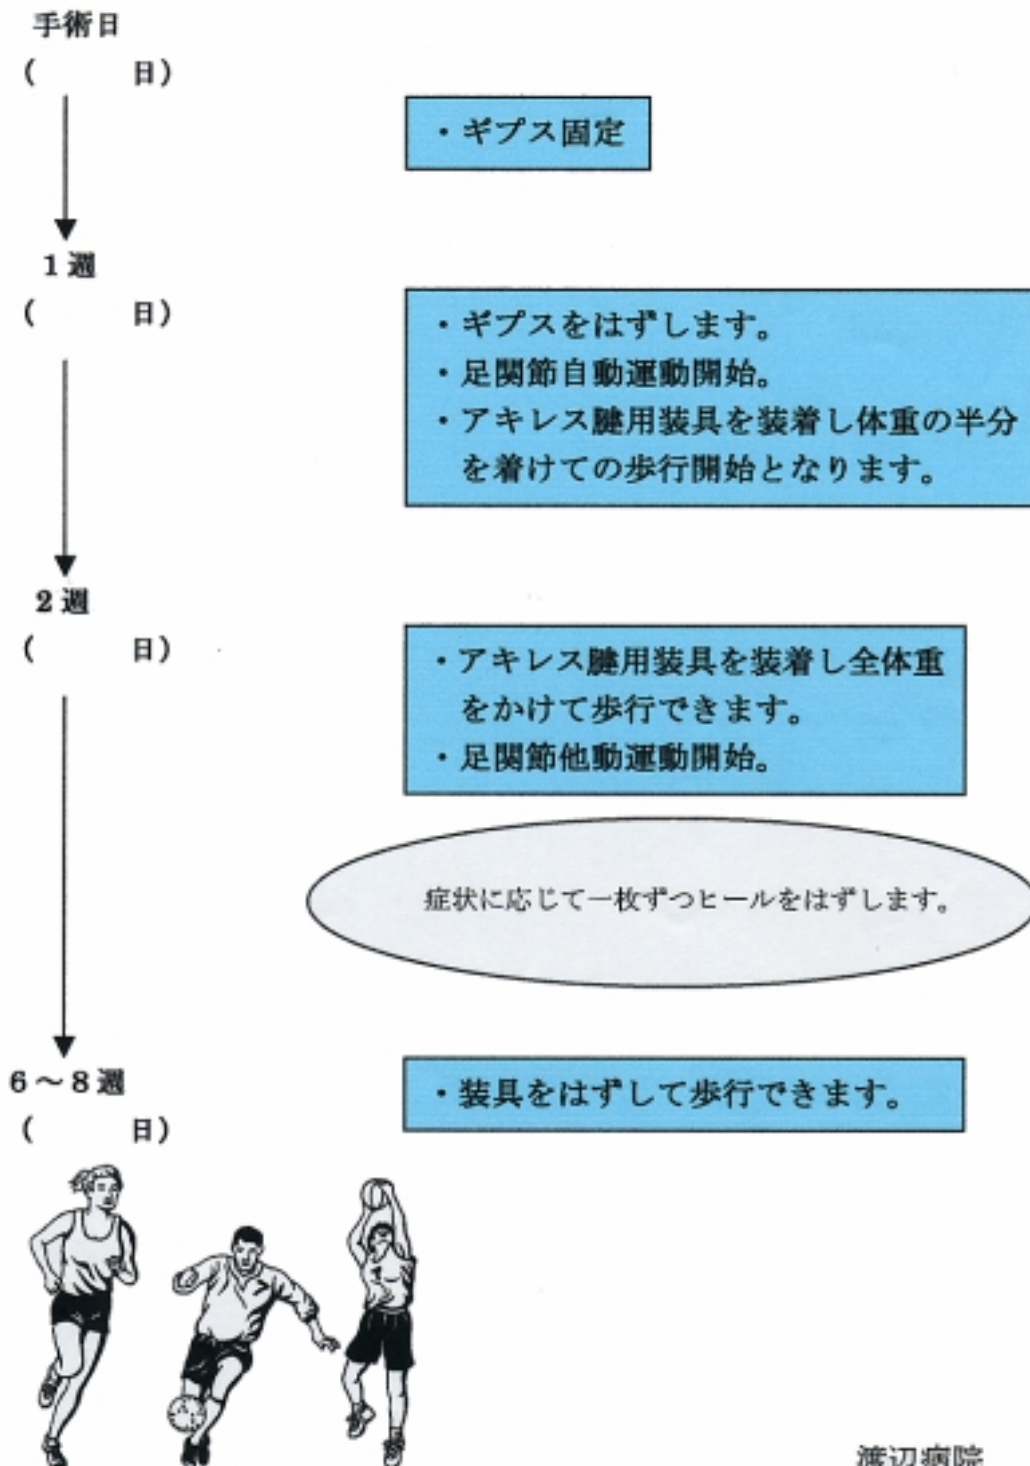 手術日
(　　　日)
・ギプス固定
1週
(　　　日)
・ギプスをはずします。
・足関節自動運動開始。
・アキレス腱用装具を装着し体重の半分
を着けての歩行開始となります。
2週
(　　　日)
・アキレス腱用装具を装着し全体重
をかけて歩行できます。
・足関節他動運動開始。
症状に応じて一枚ずつヒールをはずします。
6～8週
(　　　日)
・装具をはずして歩行できます。
渡辺病院